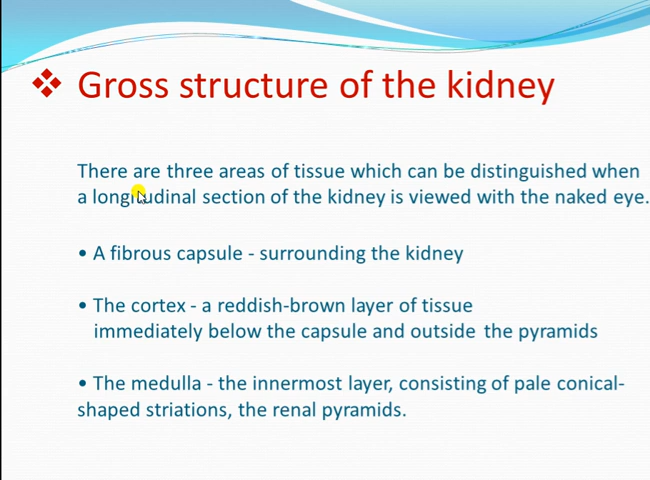 ❖ Gross structure of the kidney
There are three areas of tissue which can be distinguished when
a longitudinal section of the kidney is viewed with the naked eye.
• A fibrous capsule - surrounding the kidney
• The cortex - a reddish-brown layer of tissue
immediately below the capsule and outside the pyramids
• The medulla - the innermost layer, consisting of pale conical-
shaped striations, the renal pyramids.